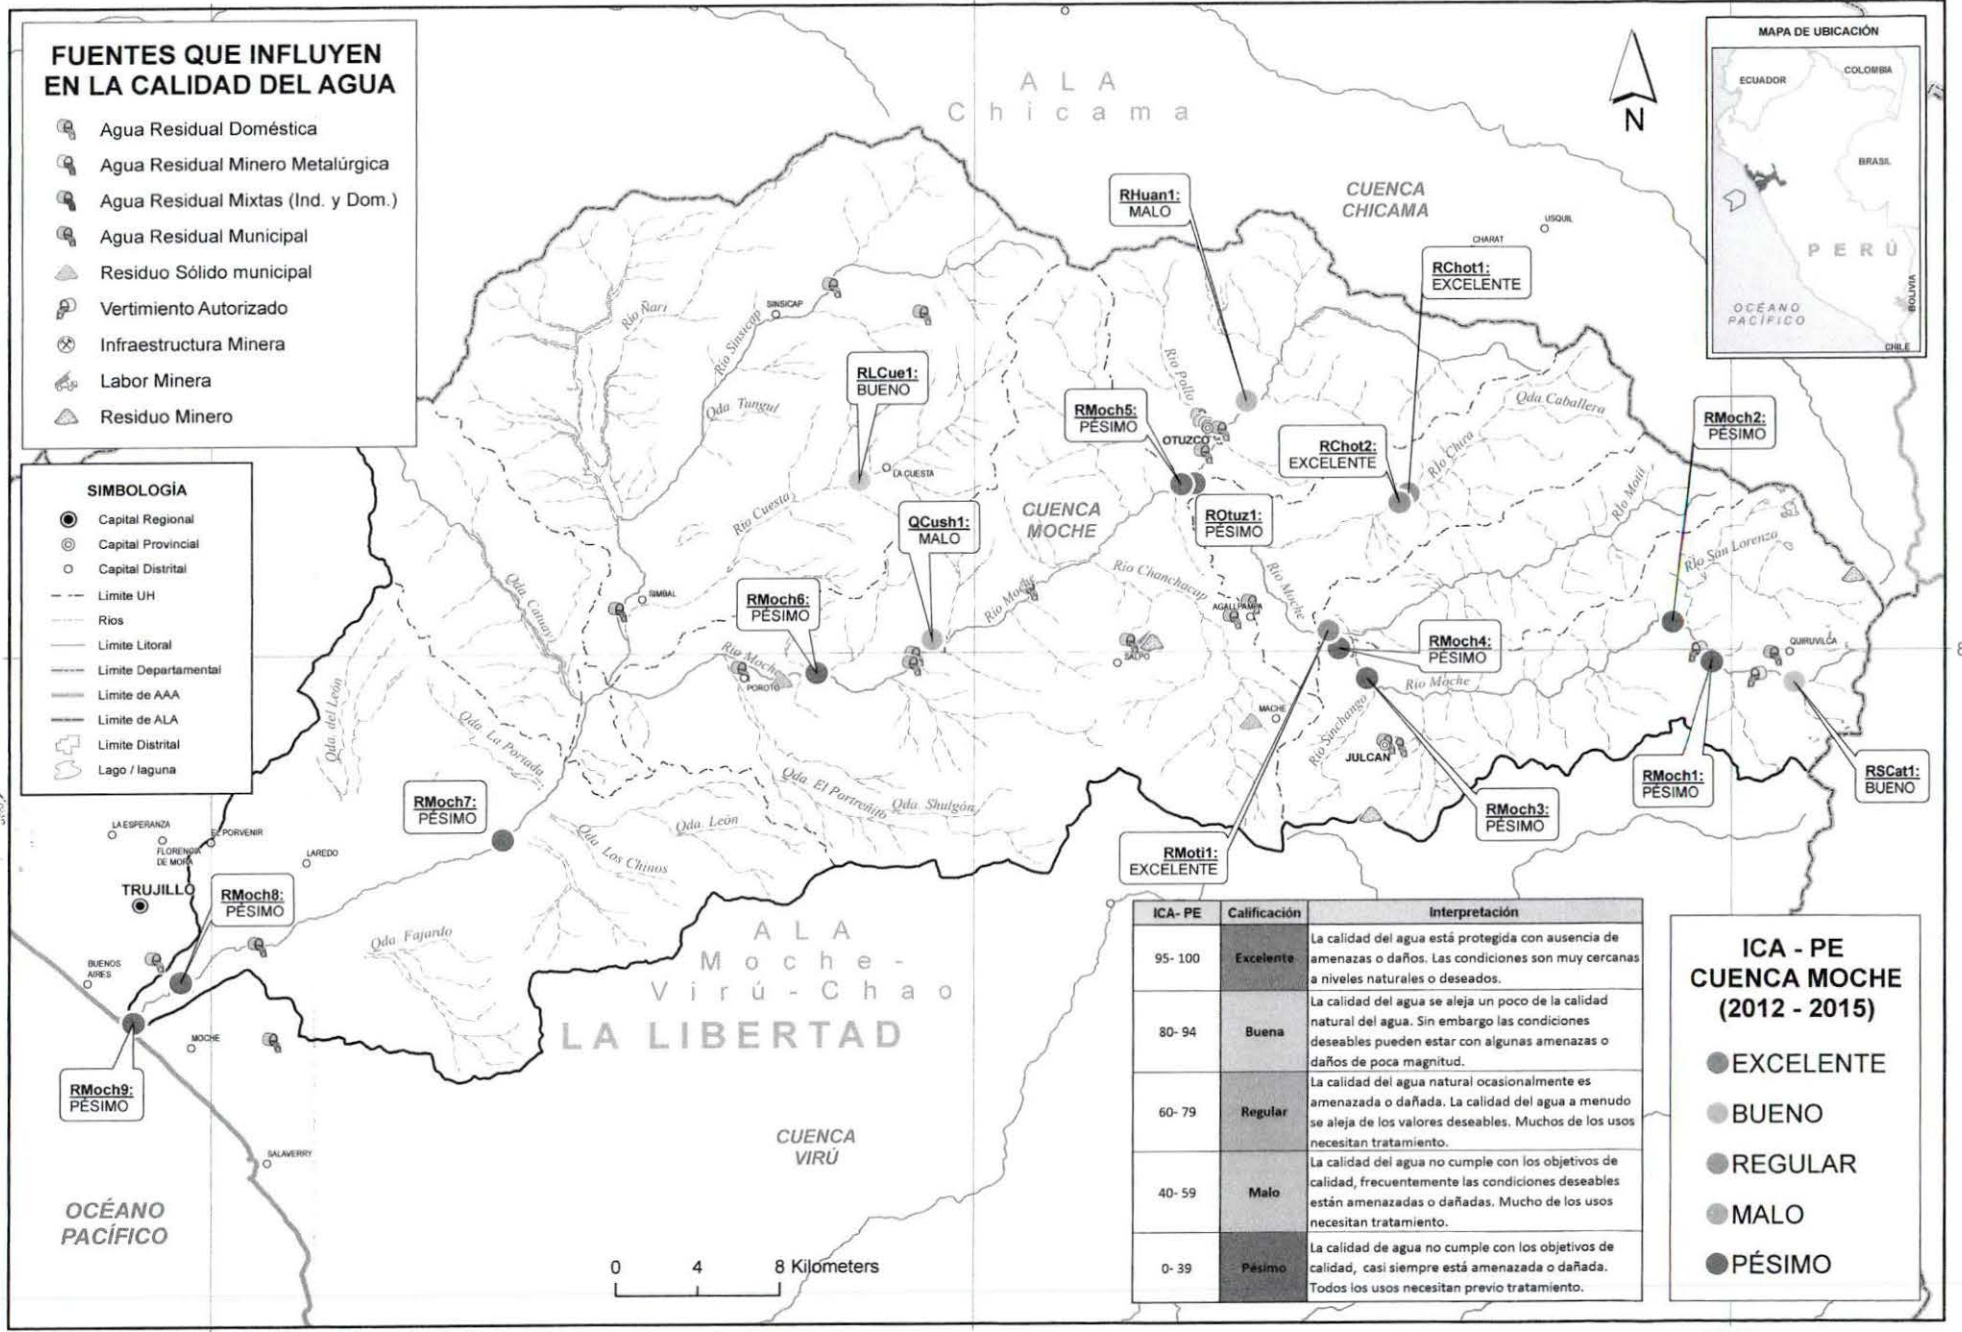 FUENTES QUE INFLUYEN
EN LA CALIDAD DEL AGUA
Agua Residual Doméstica
Agua Residual Minero Metalúrgica
Agua Residual Mixtas (Ind. y Dom.)
Agua Residual Municipal
Residuo Sólido municipal
Vertimiento Autorizado
Infraestructura Minera
Labor Minera
Residuo Minero
SIMBOLOGÍA
Capital Regional
Capital Provincial
Capital Distrital
Limite UH
Rios
Limite Litoral
Limite Departamental
Limite de AAA
Limite de ALA
Limite Distrital
Lago / laguna
ALA
Chicama
N
MAPA DE UBICACIÓN
ECUADOR
COLOMBIA
BRASIL
PERÚ
BOLIVIA
OCÉANO
PACÍFICO
CHILE
CUENCA
CHICAMA
USQUIL
CHARAT
RHuan1:
MALO
RChot1:
EXCELENTE
Río Ñari
SINSICAP
Río Sinsicap
RLCue1:
BUENO
Qda Tungul
LA CUESTA
Río Cuesta
Río Pollo
OTUZCO
RMoch5:
PÉSIMO
RChot2:
EXCELENTE
Qda Caballera
Río Chira
Río Motil
RMoch2:
PÉSIMO
QCush1:
MALO
CUENCA
MOCHE
ROtuz1:
PÉSIMO
Río San Lorenzo
Qda. Catuay
SIMBAL
RMoch6:
PÉSIMO
Río Moche
Río Chanchacap
AGALLPAMPA
Río Moche
RMoch4:
PÉSIMO
QUIRUVILCA
8
Río Moche
POROTO
SALPO
Río Moche
MACHE
Río Sinchango
JULCAN
Qda. del León
Qda. La Portada
Qda. El Portreñito
Qda. Shulgón
RMoch1:
PÉSIMO
RSCat1:
BUENO
RMoch7:
PÉSIMO
Qda. León
Qda. Los Chinos
RMoch3:
PÉSIMO
RMoti1:
EXCELENTE
LA ESPERANZA
FLORENCIA
DE MORA
EL PORVENIR
LAREDO
TRUJILLO
RMoch8:
PÉSIMO
Qda. Fajardo
BUENOS
AIRES
MOCHE
RMoch9:
PÉSIMO
SALAVERRY
OCÉANO
PACÍFICO
ALA
Moche-
Virú-Chao
LA LIBERTAD
CUENCA
VIRÚ
0 4 8 Kilometers
ICA- PE Calificación Interpretación
95- 100 Excelente La calidad del agua está protegida con ausencia de
amenazas o daños. Las condiciones son muy cercanas
a niveles naturales o deseados.
80- 94 Buena La calidad del agua se aleja un poco de la calidad
natural del agua. Sin embargo las condiciones
deseables pueden estar con algunas amenazas o
daños de poca magnitud.
60- 79 Regular La calidad del agua natural ocasionalmente es
amenazada o dañada. La calidad del agua a menudo
se aleja de los valores deseables. Muchos de los usos
necesitan tratamiento.
40- 59 Malo La calidad del agua no cumple con los objetivos de
calidad, frecuentemente las condiciones deseables
están amenazadas o dañadas. Mucho de los usos
necesitan tratamiento.
0- 39 Pésimo La calidad de agua no cumple con los objetivos de
calidad, casi siempre está amenazada o dañada.
Todos los usos necesitan previo tratamiento.
ICA - PE
CUENCA MOCHE
(2012 - 2015)
EXCELENTE
BUENO
REGULAR
MALO
PÉSIMO